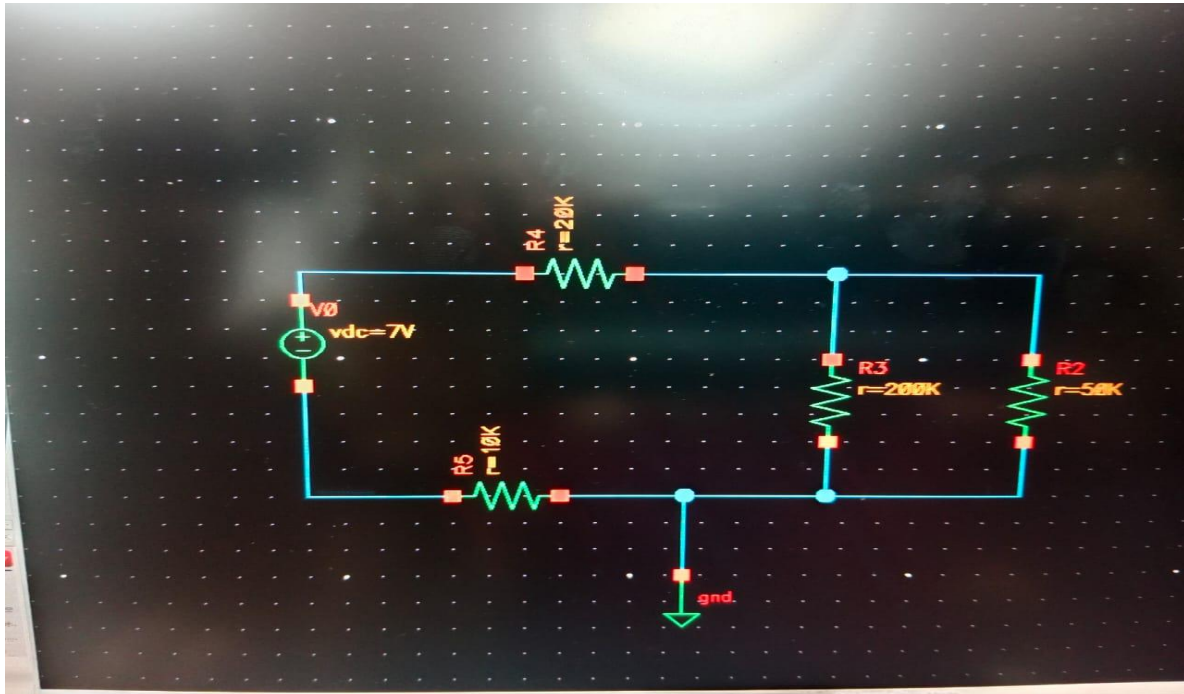 R4
r=20K
V0
vdc=7V
R3
r=200K
R2
r=50K
R5
r=10K
gnd